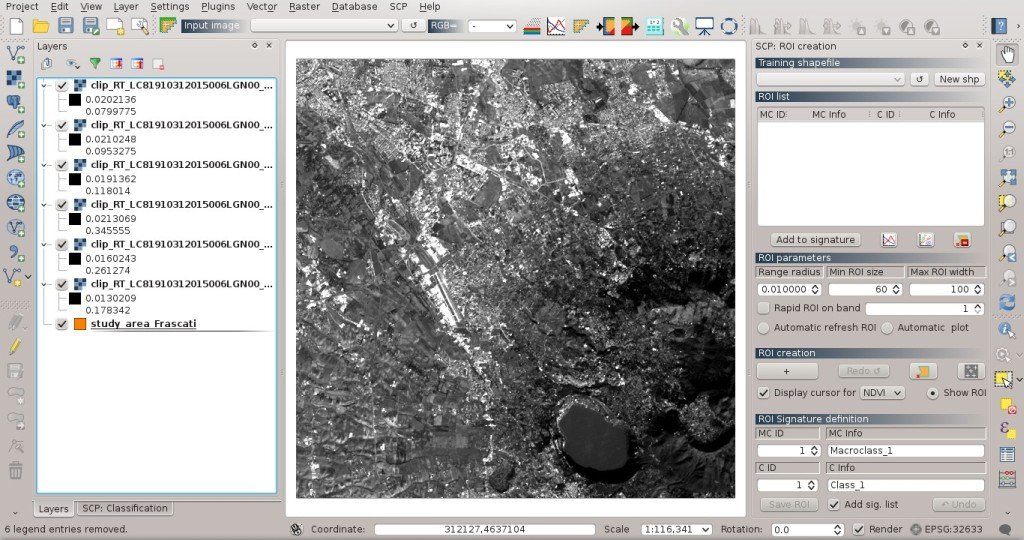 Project Edit View Layer Settings Plugins Vector Raster Database SCP Help
Input image RGB= -
Layers
clip_RT_LC81910312015006LGN00_...
0.0202136
0.0799775
clip_RT_LC81910312015006LGN00_...
0.0210248
0.0953275
clip_RT_LC81910312015006LGN00_...
0.0191362
0.118014
clip_RT_LC81910312015006LGN00_...
0.0213069
0.345555
clip_RT_LC81910312015006LGN00_...
0.0160243
0.261274
clip_RT_LC81910312015006LGN00_...
0.0130209
0.178342
study_area_Frascati
Layers SCP: Classification
SCP: ROI creation
Training shapefile
New shp
ROI list
MC ID MC Info C ID C Info
Add to signature
ROI parameters
Range radius Min ROI size Max ROI width
0.010000 60 100
Rapid ROI on band 1
Automatic refresh ROI Automatic plot
ROI creation
+ Redo
Display cursor for NDVI Show ROI
ROI Signature definition
MC ID MC Info
1 Macroclass_1
C ID C Info
1 Class_1
Save ROI Add sig. list Undo
6 legend entries removed. Coordinate: 312127,4637104 Scale 1:116,341 Rotation: 0.0 Render EPSG:32633